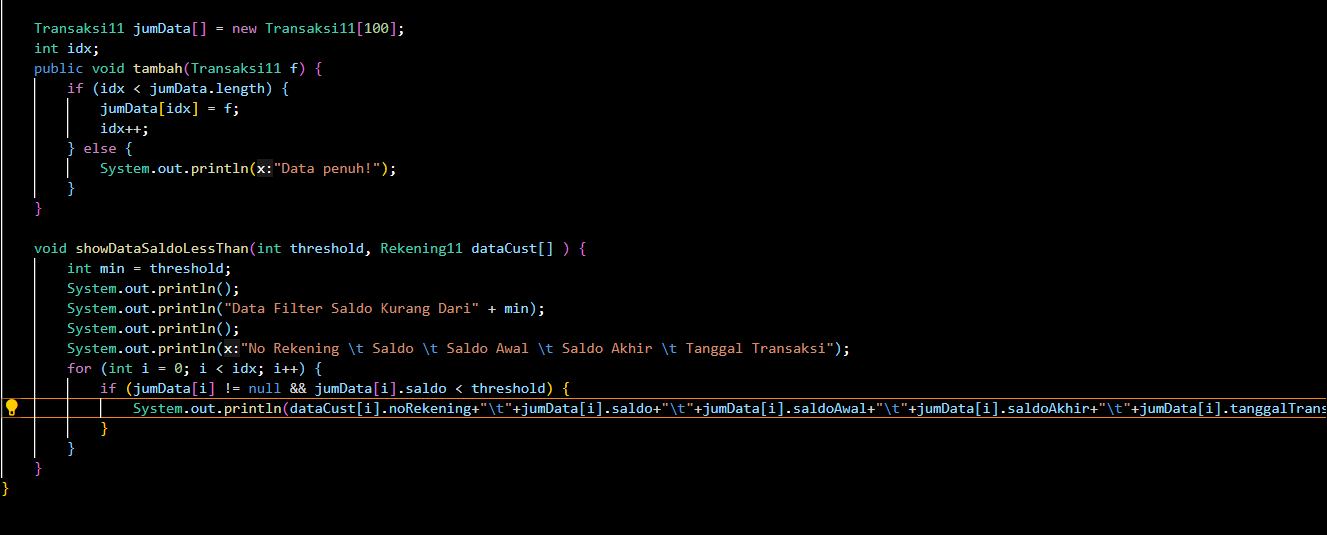 Transaksi11 jumData[] = new Transaksi11[100];
int idx;
public void tambah(Transaksi11 f) {
if (idx < jumData.length) {
jumData[idx] = f;
idx++;
} else {
System.out.println(x:"Data penuh!");
}
}
void showDataSaldoLessThan(int threshold, Rekening11 dataCust[] ) {
int min = threshold;
System.out.println();
System.out.println("Data Filter Saldo Kurang Dari" + min);
System.out.println();
System.out.println(x:"No Rekening \t Saldo \t Saldo Awal \t Saldo Akhir \t Tanggal Transaksi");
for (int i = 0; i < idx; i++) {
if (jumData[i] != null && jumData[i].saldo < threshold) {
System.out.println(dataCust[i].noRekening+"\t"+jumData[i].saldo+"\t"+jumData[i].saldoAwal+"\t"+jumData[i].saldoAkhir+"\t"+jumData[i].tanggalTrans
}
}
}
}